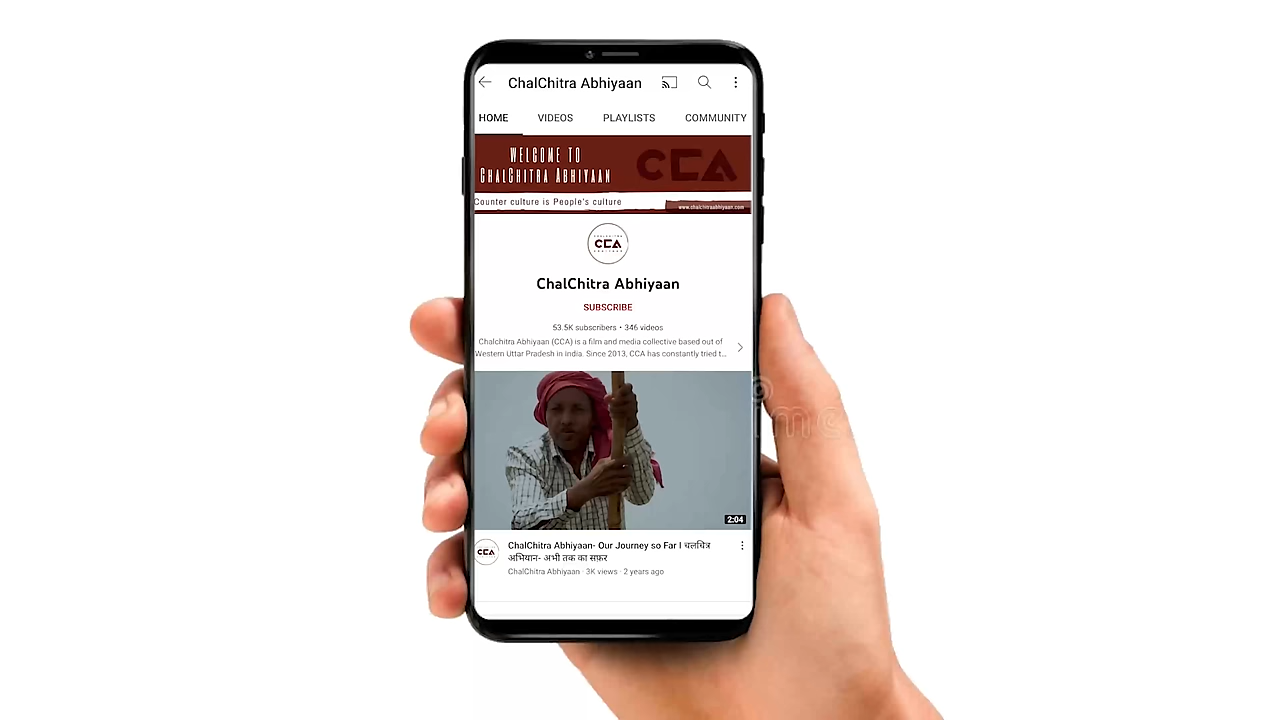 ChalChitra Abhiyaan
HOME VIDEOS PLAYLISTS COMMUNITY
WELCOME TO
CHALCHITRA ABHIYAAN
CCA
Counter culture is People's culture
www.chalchitraabhiyaan.com
CCA
ChalChitra Abhiyaan
SUBSCRIBE
53.5K subscribers • 346 videos
Chalchitra Abhiyaan (CCA) is a film and media collective based out of
Western Uttar Pradesh in India. Since 2013, CCA has constantly tried t...
2:04
CCA
ChalChitra Abhiyaan- Our Journey so Far I चलचित्र
अभियान- अभी तक का सफ़र
ChalChitra Abhiyaan · 3K views · 2 years ago